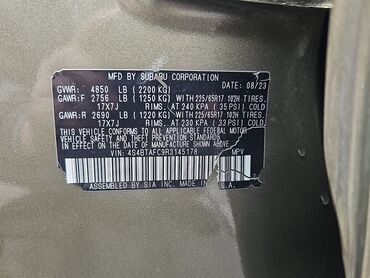 MFD BY SUBARU CORPORATION
DATE: 08/23
GVWR: 4850 LB (2200 KG)
GAWR:F 2756 LB (1250 KG) WITH 225/65R17 102H TIRES,
17X7J RIMS, AT 240 KPA (35 PSI) COLD
GAWR:R 2690 LB (1220 KG) WITH 225/65R17 102H TIRES,
17X7J RIMS, AT 230 KPA (33 PSI) COLD
THIS VEHICLE CONFORMS TO ALL APPLICABLE FEDERAL
MOTOR VEHICLE SAFETY AND THEFT PREVENTION
STANDARDS IN EFFECT ON THE DATE OF
MANUFACTURE SHOWN ABOVE.
VIN: 4S4BTAFC9R3145178 MPV
ASSEMBLED BY SIA INC. IN U.S.A.